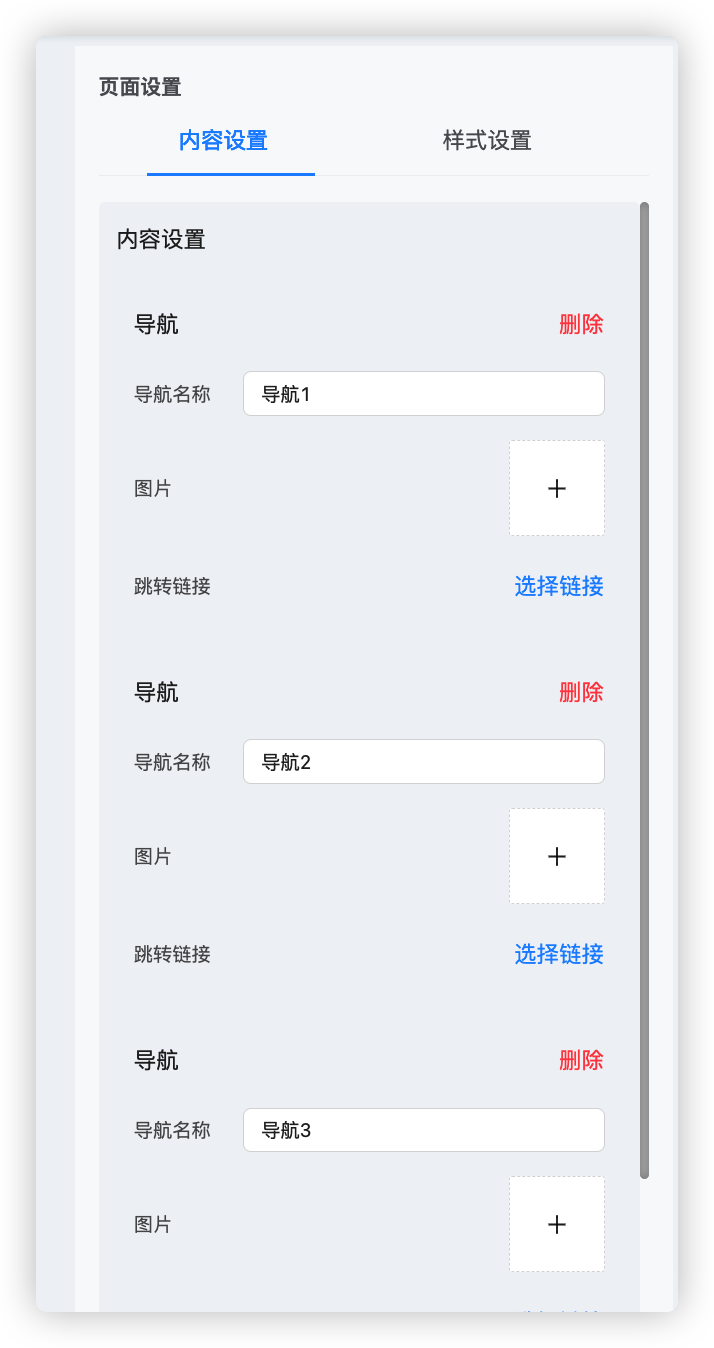 页面设置
内容设置 样式设置
内容设置
导航 删除
导航名称 导航1
图片 +
跳转链接 选择链接
导航 删除
导航名称 导航2
图片 +
跳转链接 选择链接
导航 删除
导航名称 导航3
图片 +